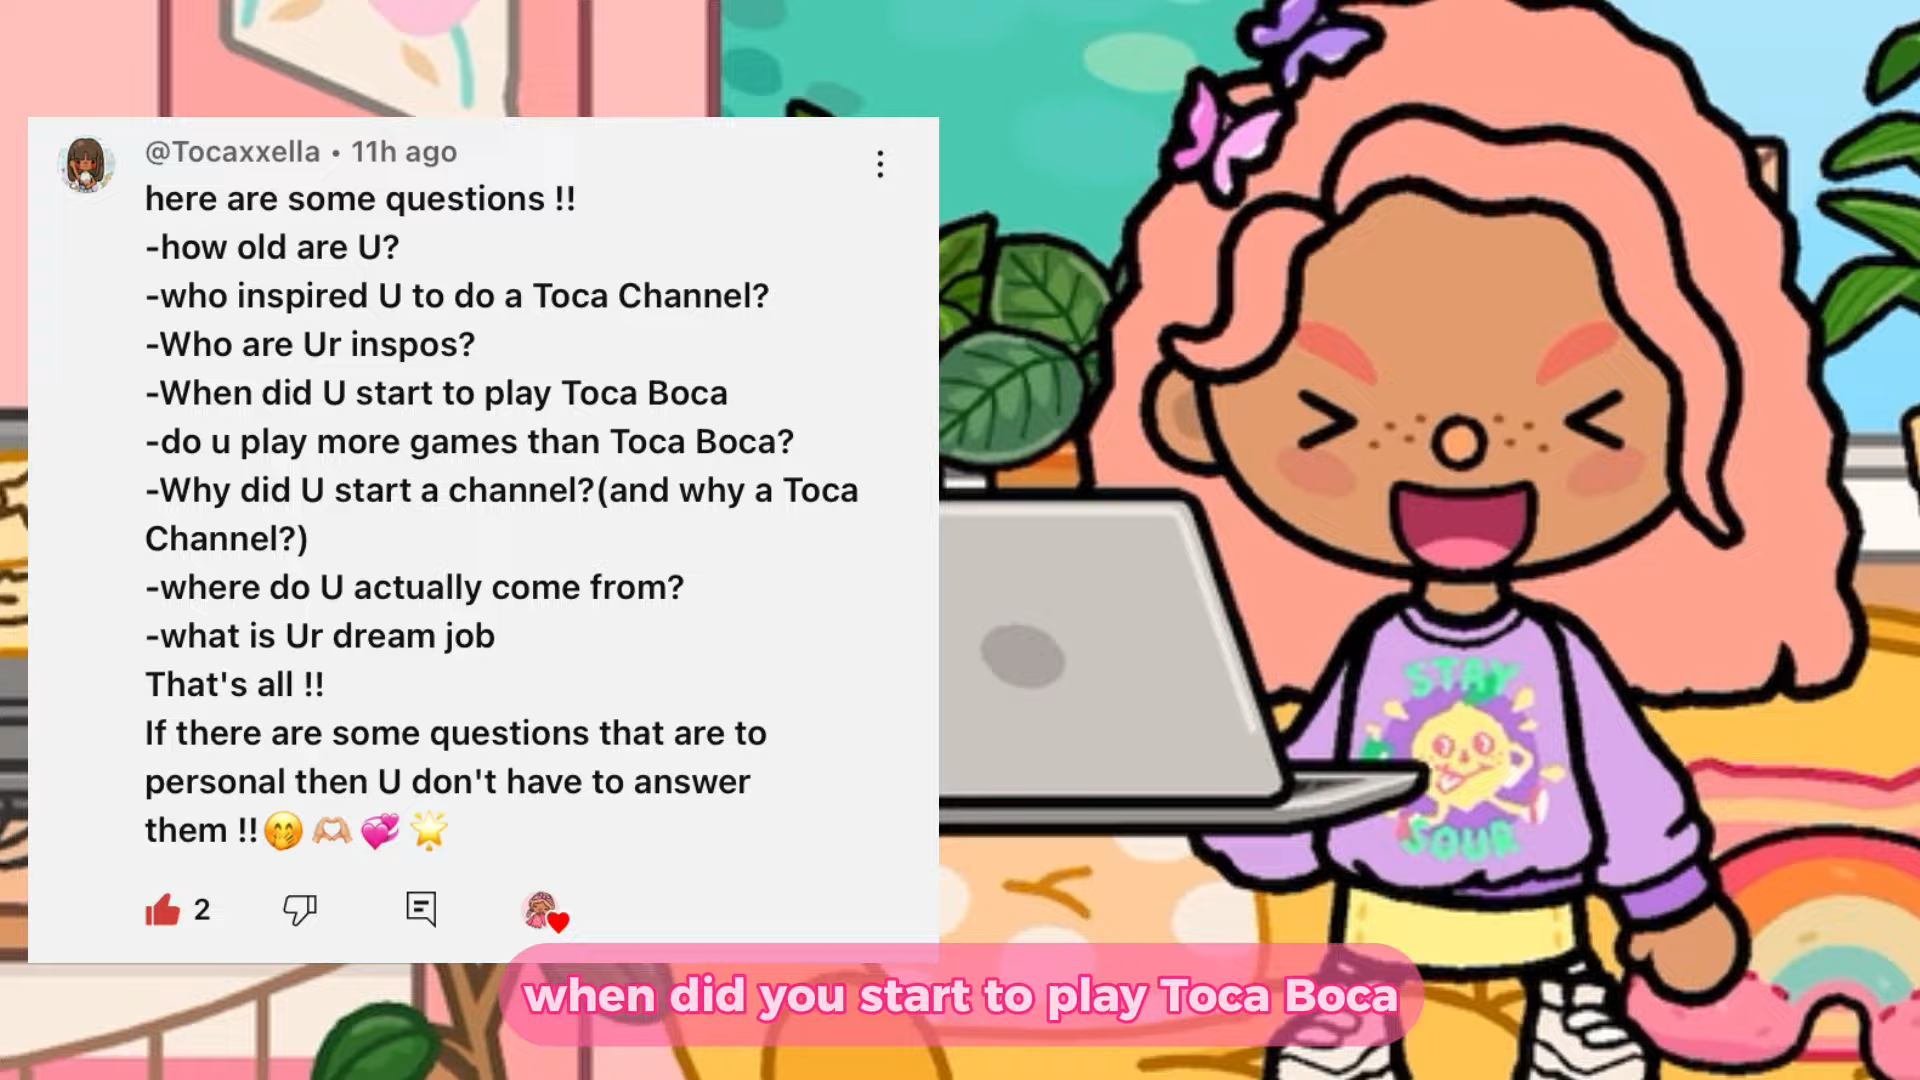 @Tocaxxella • 11h ago
here are some questions !!
-how old are U?
-who inspired U to do a Toca Channel?
-Who are Ur inspos?
-When did U start to play Toca Boca
-do u play more games than Toca Boca?
-Why did U start a channel?(and why a Toca
Channel?)
-where do U actually come from?
-what is Ur dream job
That's all !!
If there are some questions that are to
personal then U don't have to answer
them !!🤭🫶🏼💞🌟
2
STAY
SOUR
when did you start to play Toca Boca